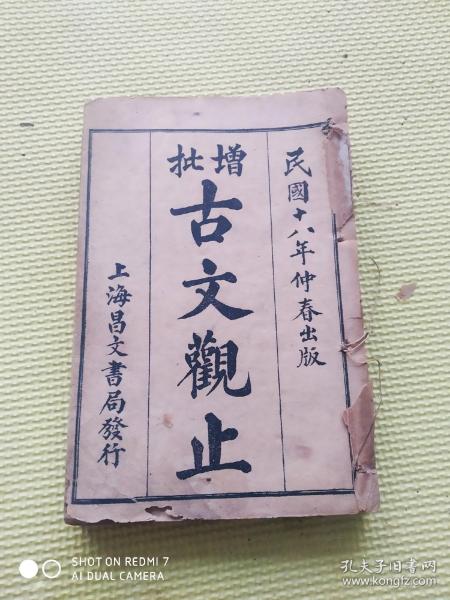 民國十八年仲春出版
增批
古文觀止
上海昌文書局發行
SHOT ON REDMI 7
AI DUAL CAMERA
孔夫子旧书网
www.kongfz.com